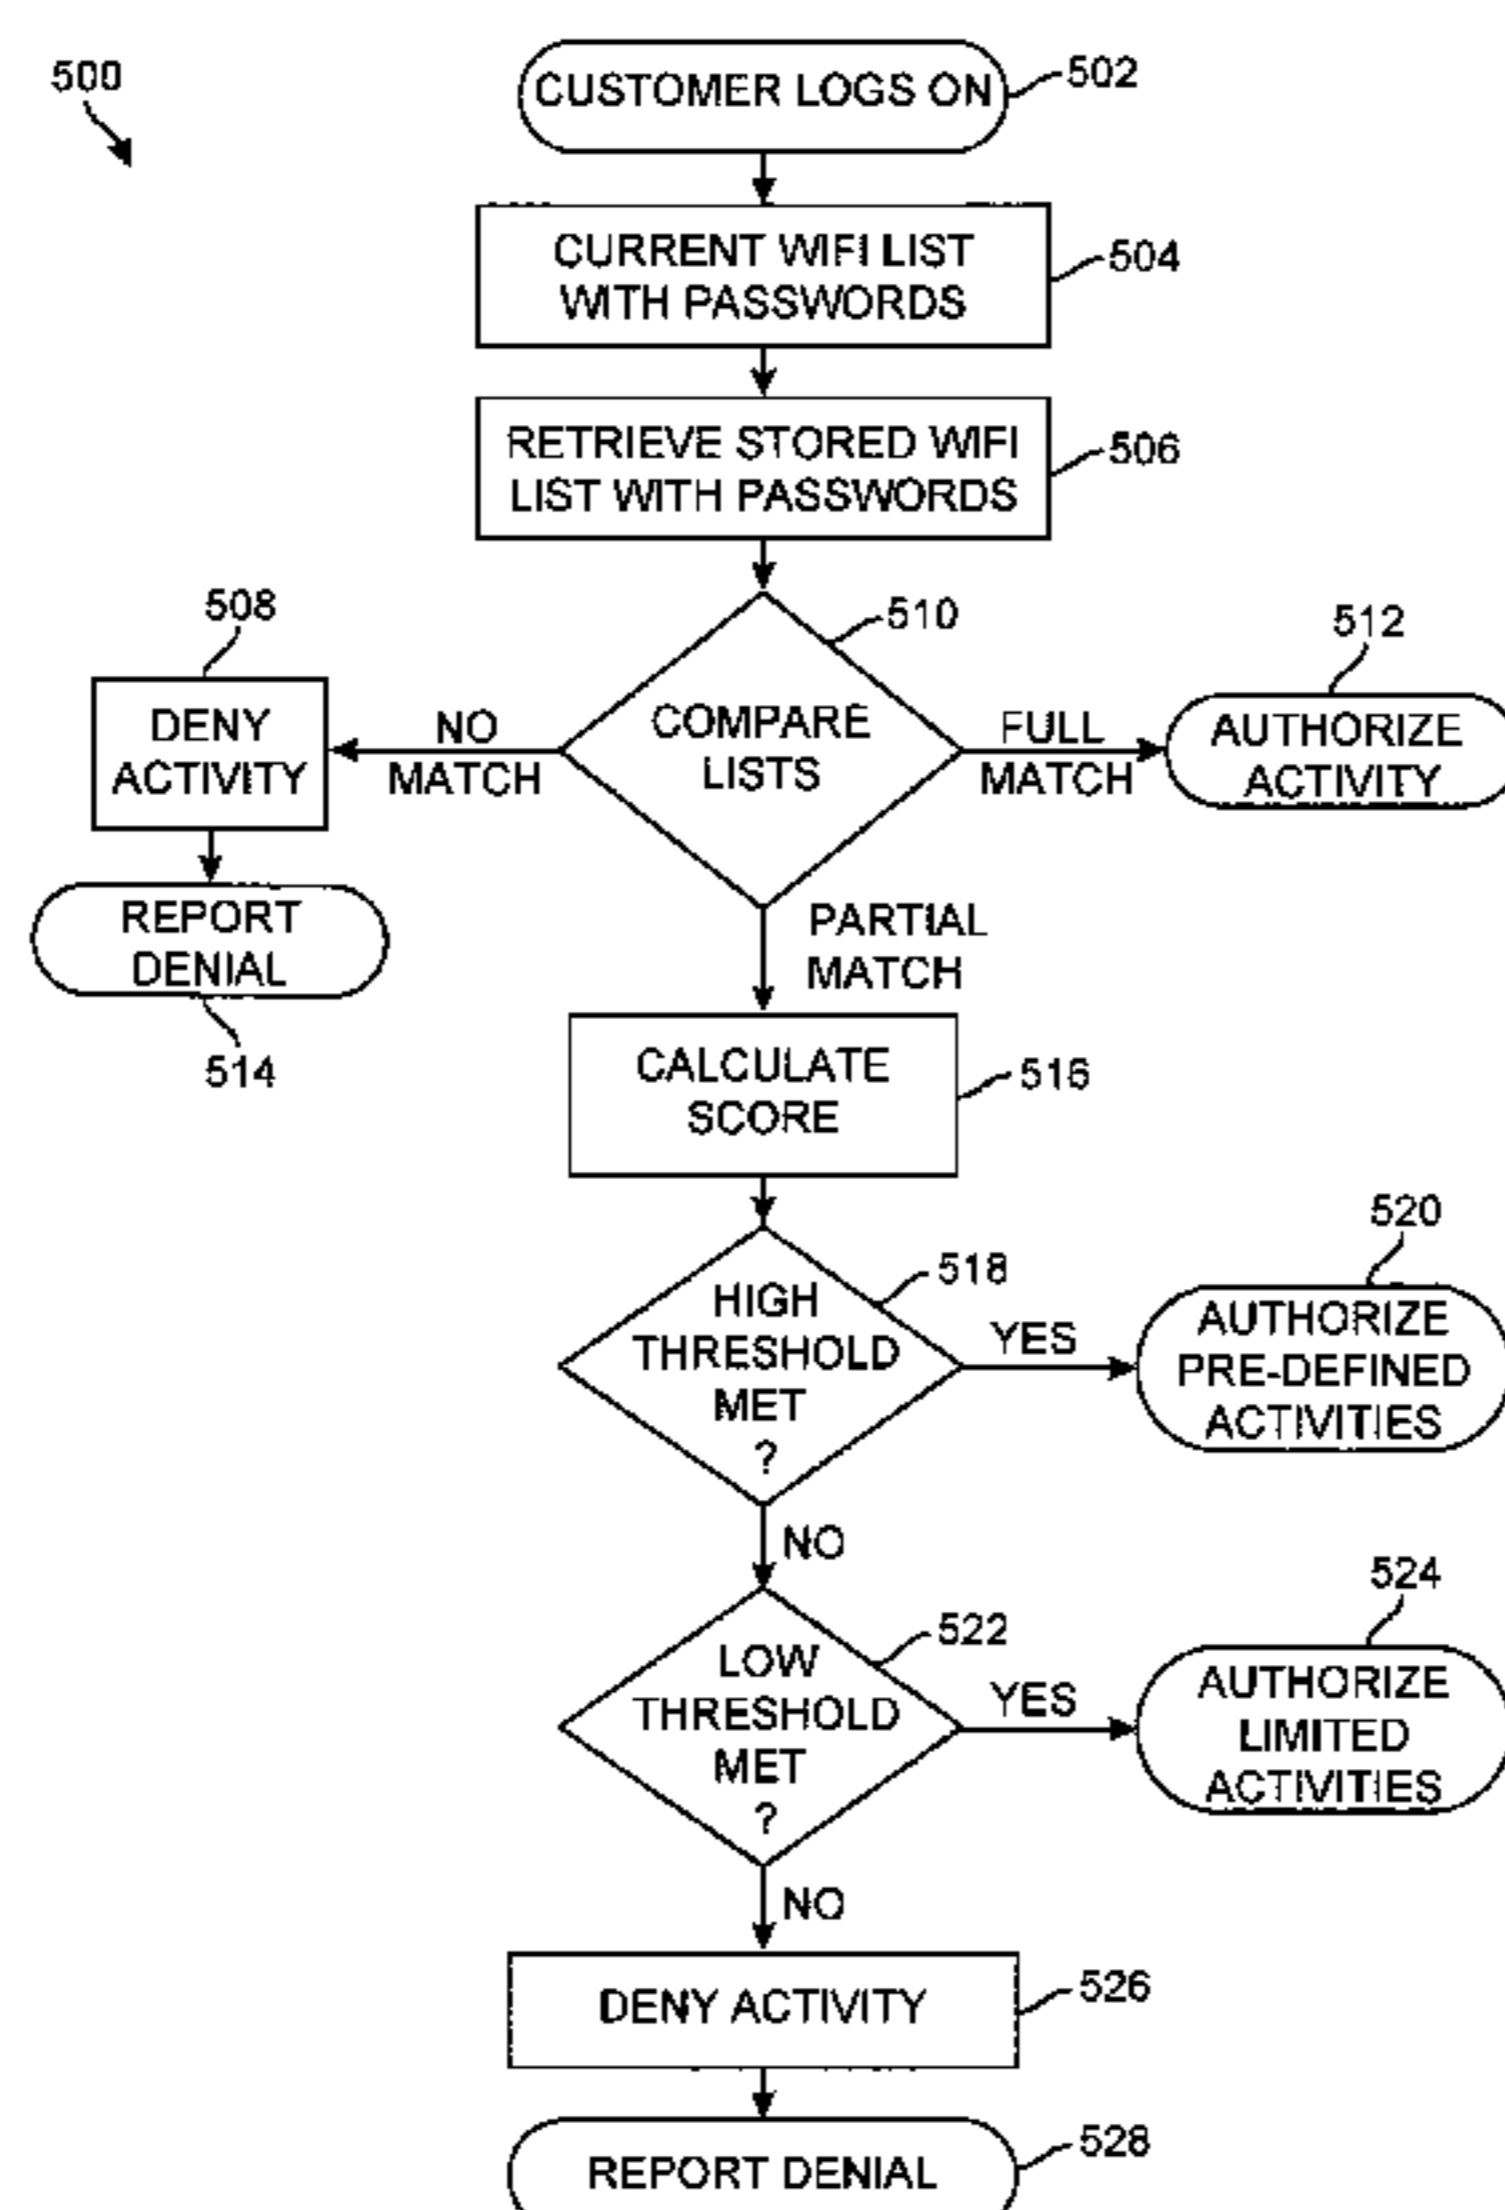 500
CUSTOMER LOGS ON
502
CURRENT WIFI LIST
WITH PASSWORDS
504
RETRIEVE STORED WIFI
LIST WITH PASSWORDS
506
508
510
512
DENY
ACTIVITY
NO
MATCH
COMPARE
LISTS
FULL
MATCH
AUTHORIZE
ACTIVITY
REPORT
DENIAL
514
PARTIAL
MATCH
CALCULATE
SCORE
516
518
520
HIGH
THRESHOLD
MET
?
YES
AUTHORIZE
PRE-DEFINED
ACTIVITIES
NO
522
524
LOW
THRESHOLD
MET
?
YES
AUTHORIZE
LIMITED
ACTIVITIES
NO
DENY ACTIVITY
526
REPORT DENIAL
528